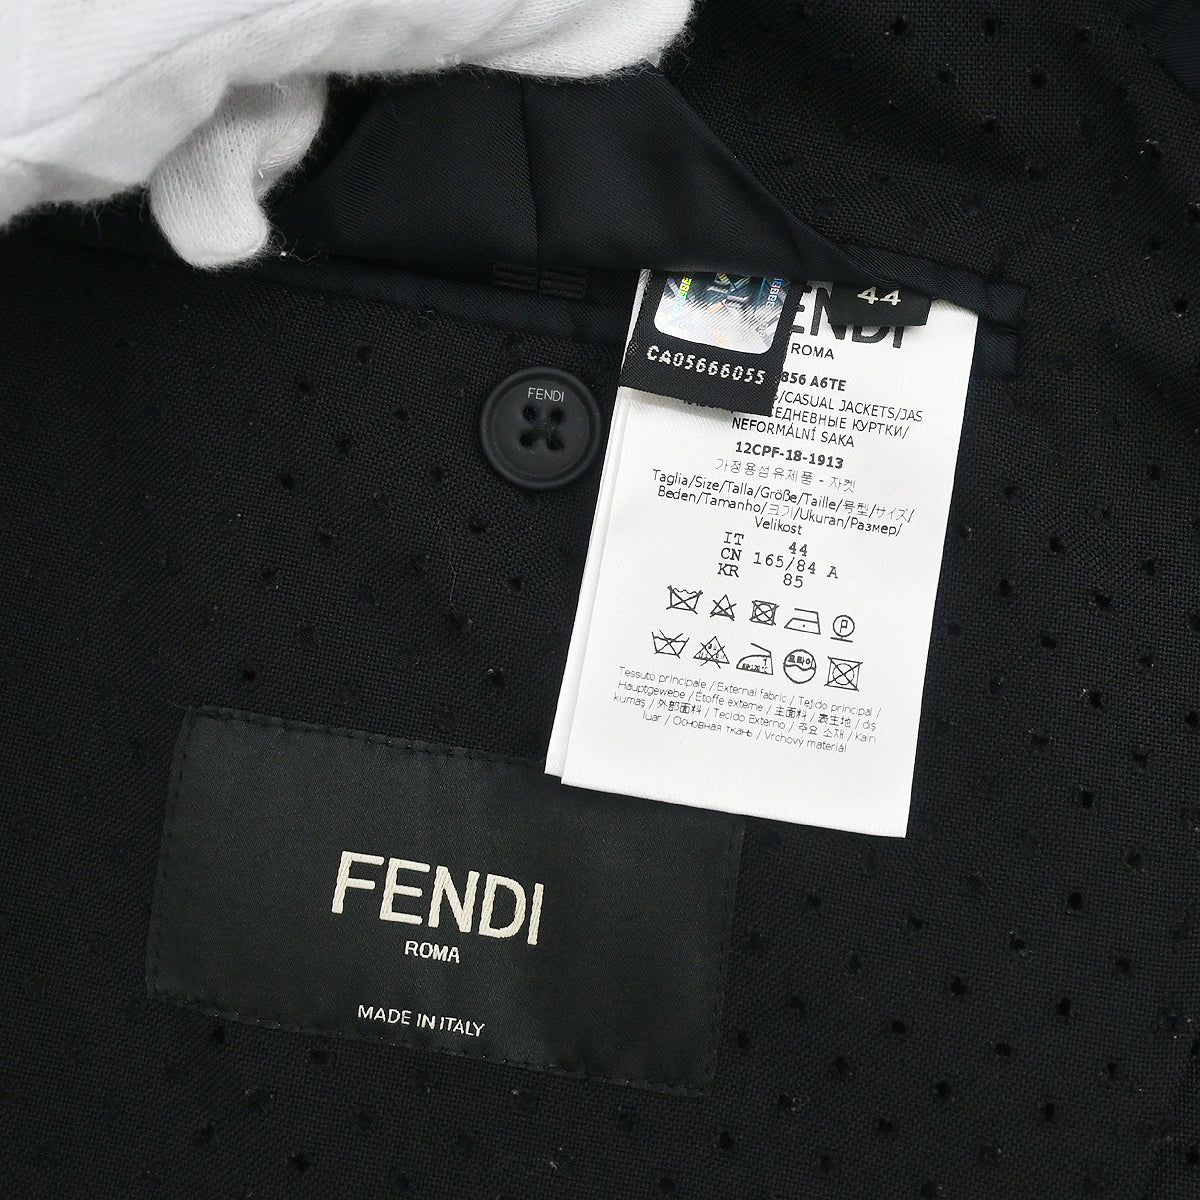 44
FENDI
ROMA
CA05666055
856 A6TE
/CASUAL JACKETS/JAS
КУРТКИ/
NEFORMÁLNÍ SAKA
12CPF-18-1913
가정용섬유제품 - 자켓
Taglia/Size/Talla/Größe/Taille/号型/サイズ/
Beden/Tamanho/크기/Ukuran/Размер/
Velikost
IT 44
CN 165/84 A
KR 85
Tessuto principale / External fabric / Tejido principal /
Hauptgewebe / Étoffe externe / 主面料 / 表生地 / dış
kumaş / 外部面料 / Tecido Externo / 주요 소재 / Kain
luar / Основная ткань / Vrchový materiál
FENDI
FENDI
ROMA
MADE IN ITALY